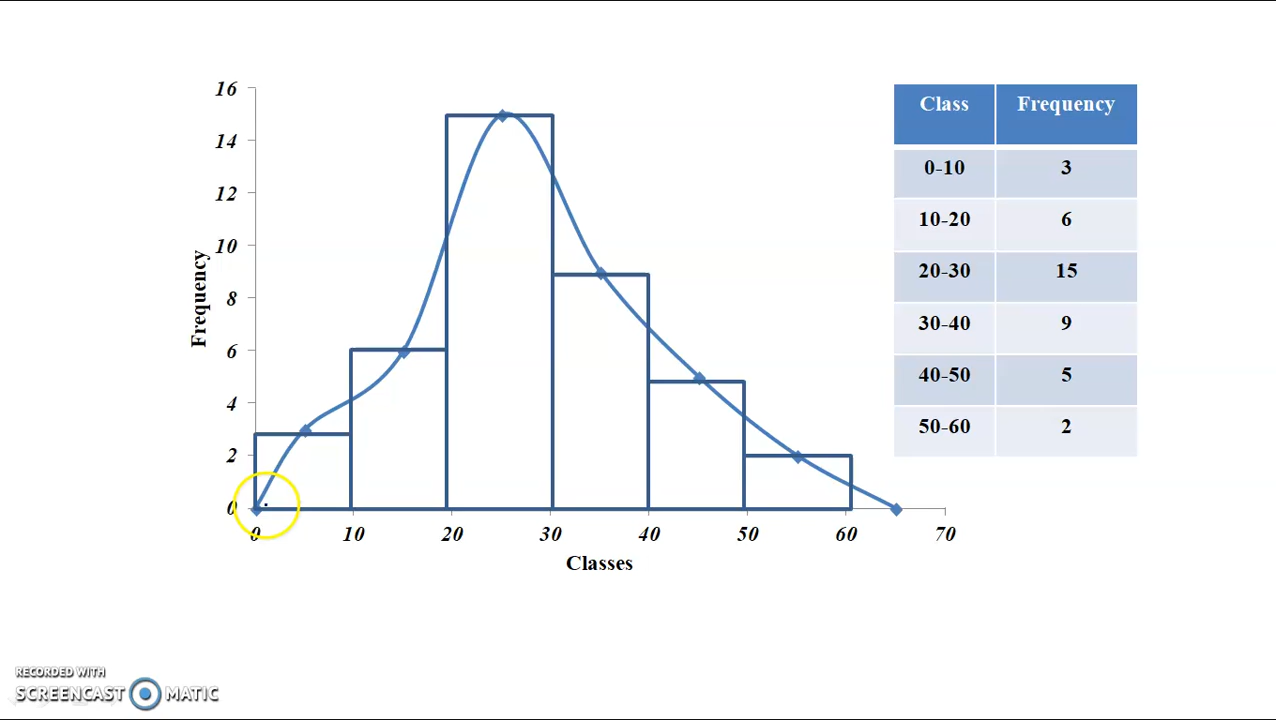 16
14
12
10
8
6
4
2
0
Frequency
0 10 20 30 40 50 60 70
Classes
Class Frequency
0-10 3
10-20 6
20-30 15
30-40 9
40-50 5
50-60 2
RECORDED WITH
SCREENCAST MATIC